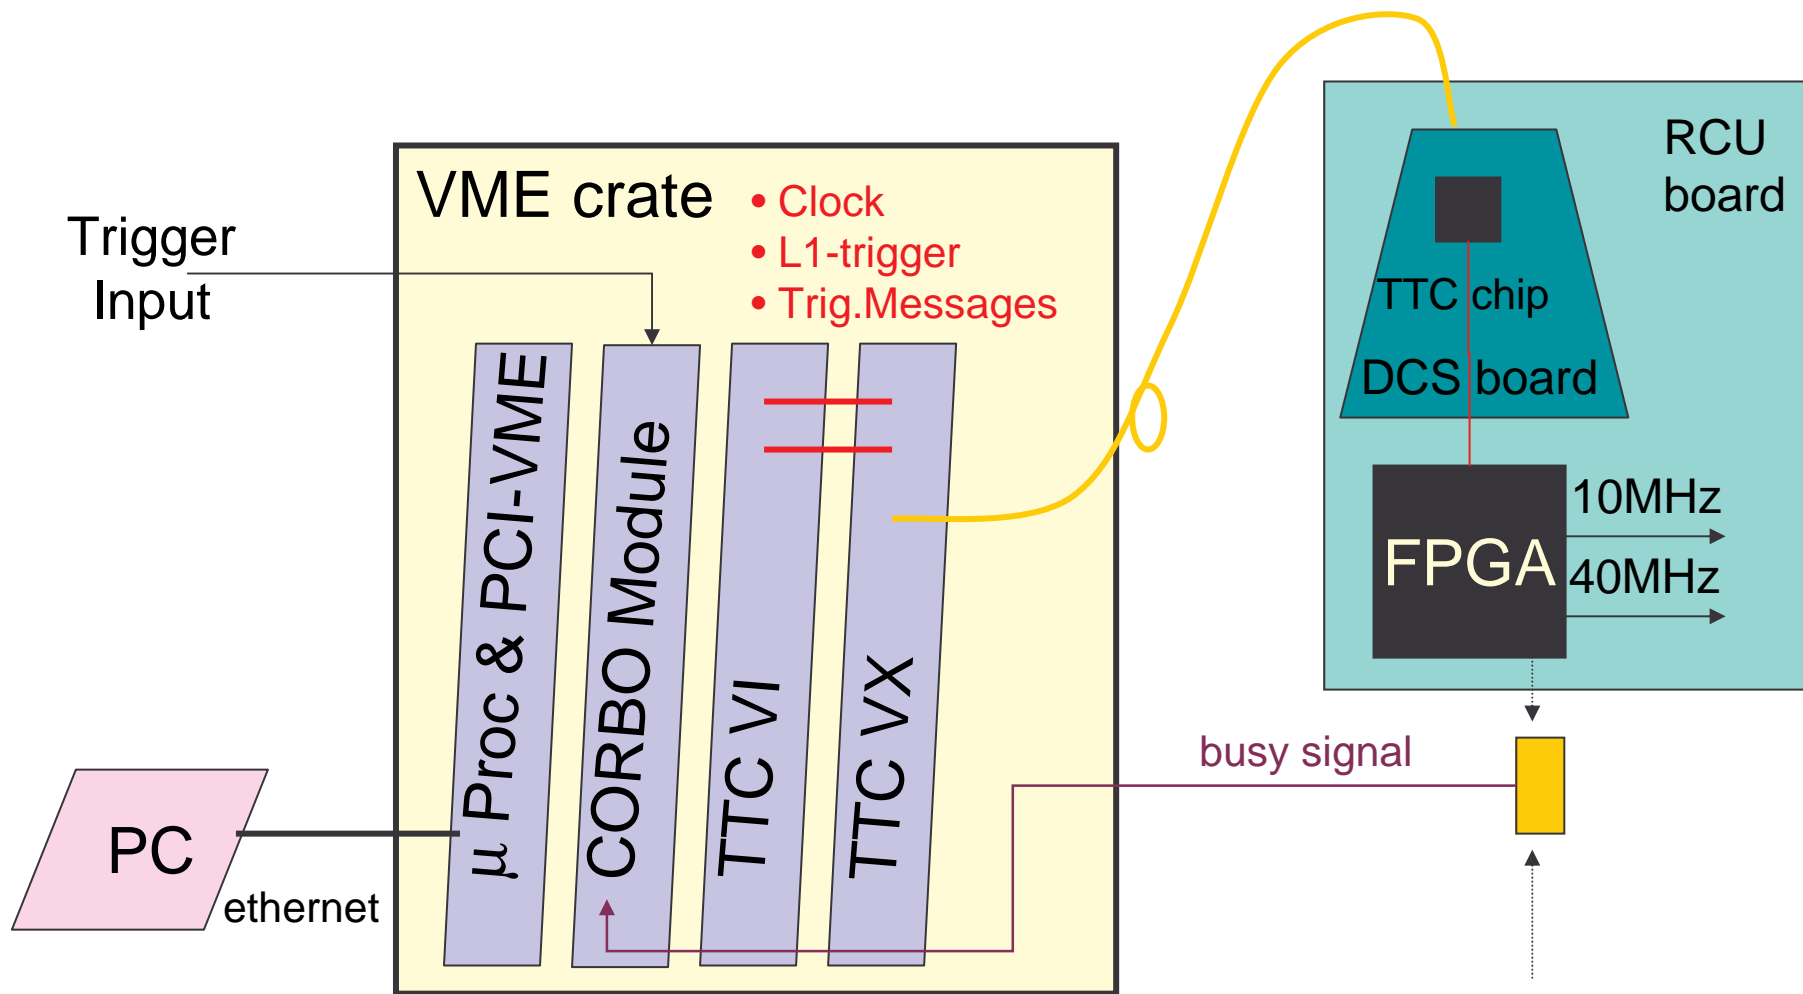 VME crate
• Clock
• L1-trigger
• Trig.Messages
Trigger
Input
μ Proc & PCI-VME
CORBO Module
TTC VI
TTC VX
PC
ethernet
RCU
board
TTC chip
DCS board
FPGA
10MHz
40MHz
busy signal